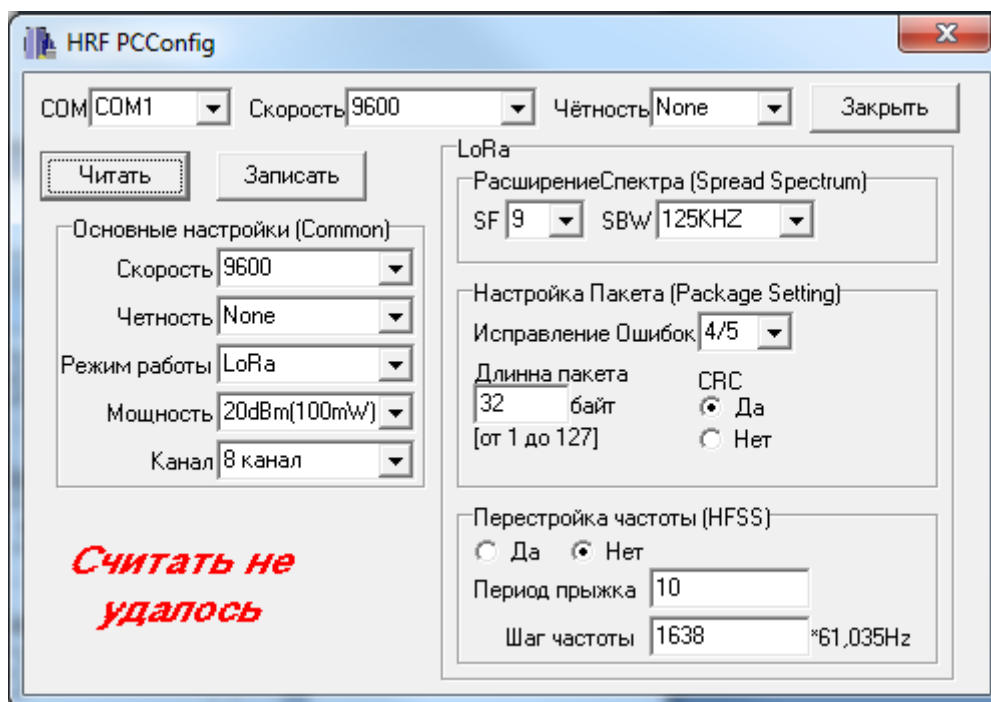 HRF PCConfig
COM COM1 Скорость 9600 Чётность None Закрыть
Читать Записать
Основные настройки (Common)
Скорость 9600
Четность None
Режим работы LoRa
Мощность 20dBm(100mW)
Канал 8 канал
Считать не
удалось
LoRa
РасширениеСпектра (Spread Spectrum)
SF 9 SBW 125KHZ
Настройка Пакета (Package Setting)
Исправление Ошибок 4/5
Длинна пакета
32 байт
[от 1 до 127]
CRC
Да
Нет
Перестройка частоты (HFSS)
Да Нет
Период прыжка 10
Шаг частоты 1638 *61,035Hz